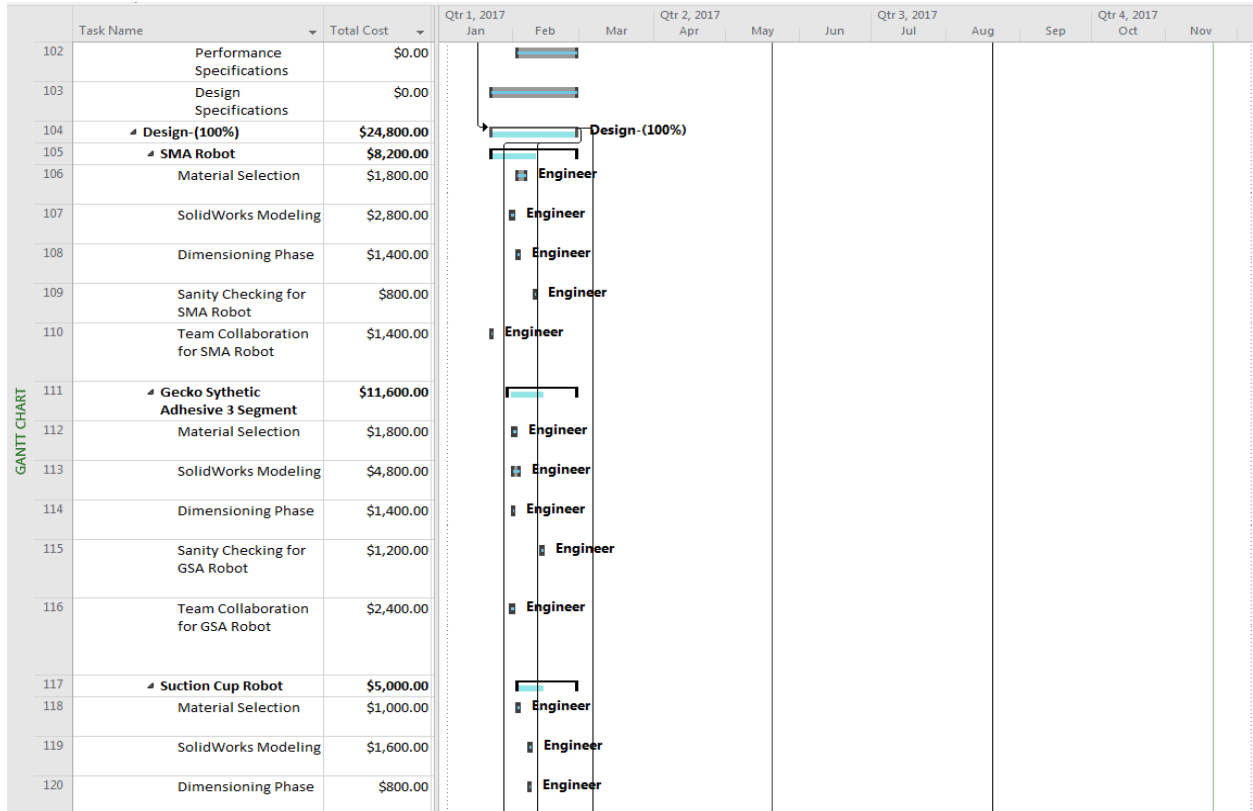 Qtr 1, 2017 Qtr 2, 2017 Qtr 3, 2017 Qtr 4, 2017
Task Name Total Cost Jan Feb Mar Apr May Jun Jul Aug Sep Oct Nov
102 Performance $0.00
Specifications
103 Design $0.00
Specifications
104 Design-(100%) $24,800.00 Design-(100%)
105 SMA Robot $8,200.00
106 Material Selection $1,800.00 Engineer
107 SolidWorks Modeling $2,800.00 Engineer
108 Dimensioning Phase $1,400.00 Engineer
109 Sanity Checking for $800.00 Engineer
SMA Robot
110 Team Collaboration $1,400.00 Engineer
for SMA Robot
111 Gecko Sythetic $11,600.00
Adhesive 3 Segment
112 Material Selection $1,800.00 Engineer
GANTT CHART
113 SolidWorks Modeling $4,800.00 Engineer
114 Dimensioning Phase $1,400.00 Engineer
115 Sanity Checking for $1,200.00 Engineer
GSA Robot
116 Team Collaboration $2,400.00 Engineer
for GSA Robot
117 Suction Cup Robot $5,000.00
118 Material Selection $1,000.00 Engineer
119 SolidWorks Modeling $1,600.00 Engineer
120 Dimensioning Phase $800.00 Engineer